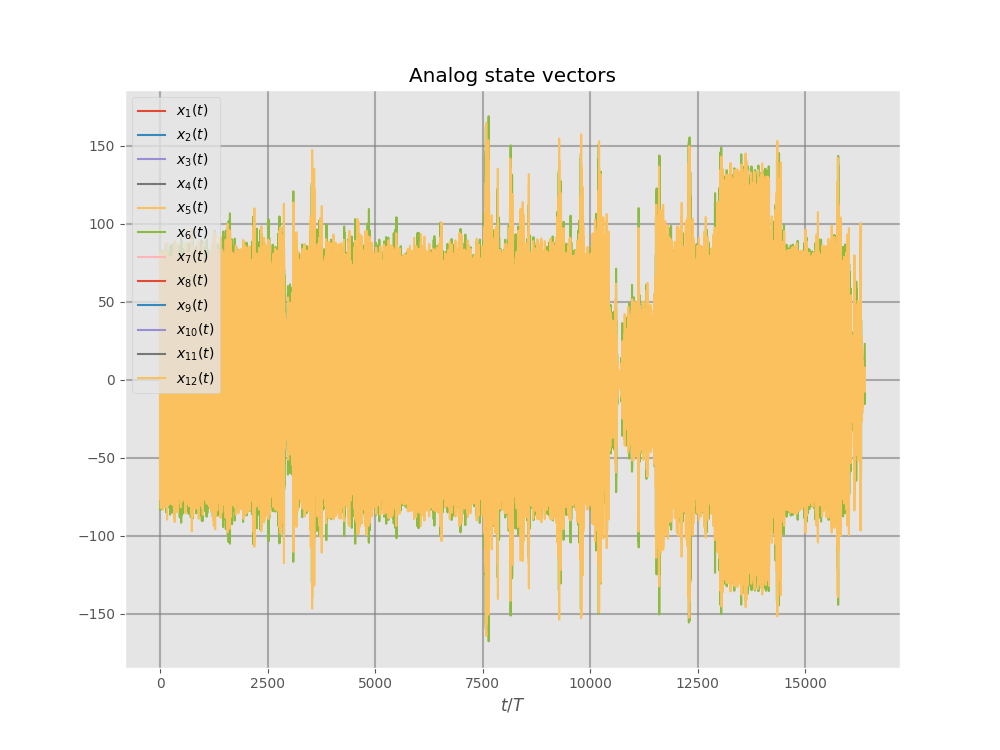 Analog state vectors
x₁(t)
x₂(t)
x₃(t)
x₄(t)
x₅(t)
x₆(t)
x₇(t)
x₈(t)
x₉(t)
x₁₀(t)
x₁₁(t)
x₁₂(t)
150
100
50
0
−50
−100
−150
0 2500 5000 7500 10000 12500 15000
t/T